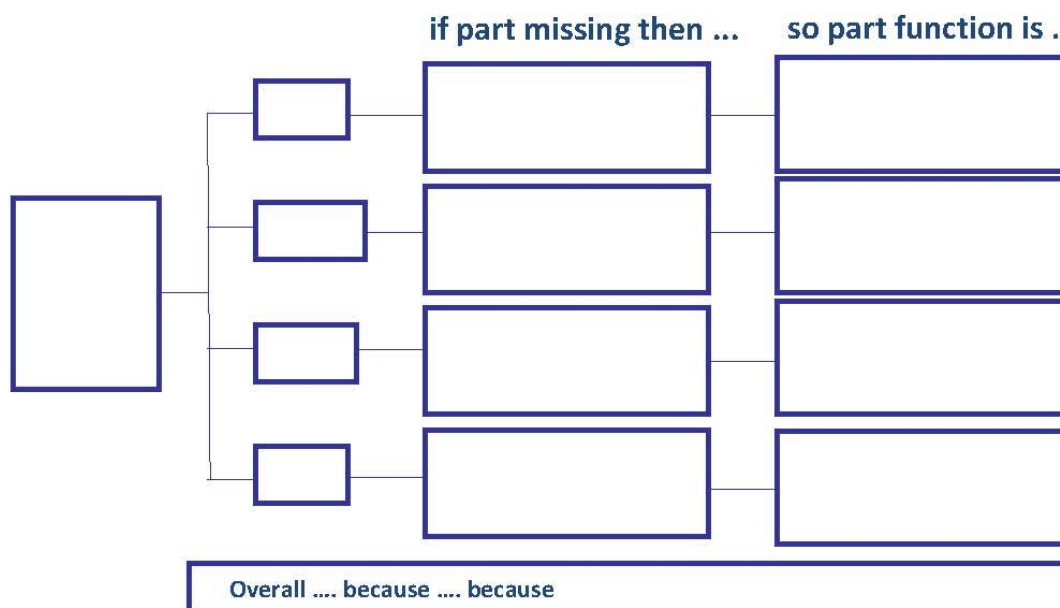 if part missing then ...
so part function is .
Overall .... because .... because